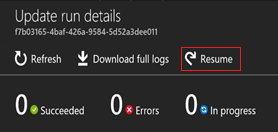 Update run details
f7b03165-4baf-426a-9584-5d52a3dee011
Refresh Download full logs Resume
0 Succeeded 0 Errors 0 In progress